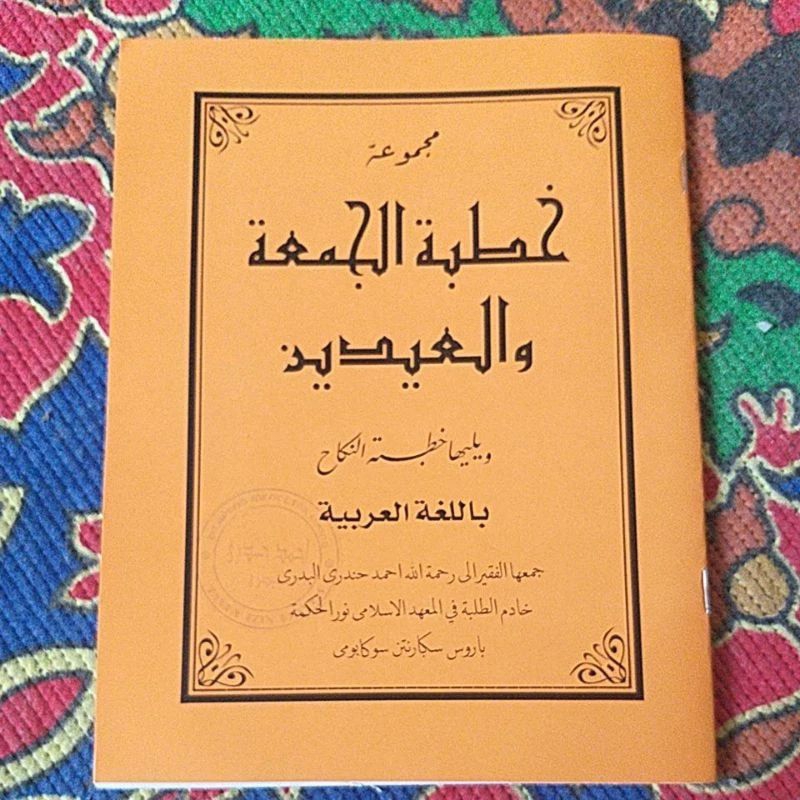 مجموعة
خطبة الجمعة
والعيدين
ويليها خطبته النكاح
باللغة العربية
جمعها الفقير الى رحمة الله احمد حندرى البدرى
خادم الطلبة في المعهد الاسلامى نور الحكمة
باروس سكارنتن سوكابومى